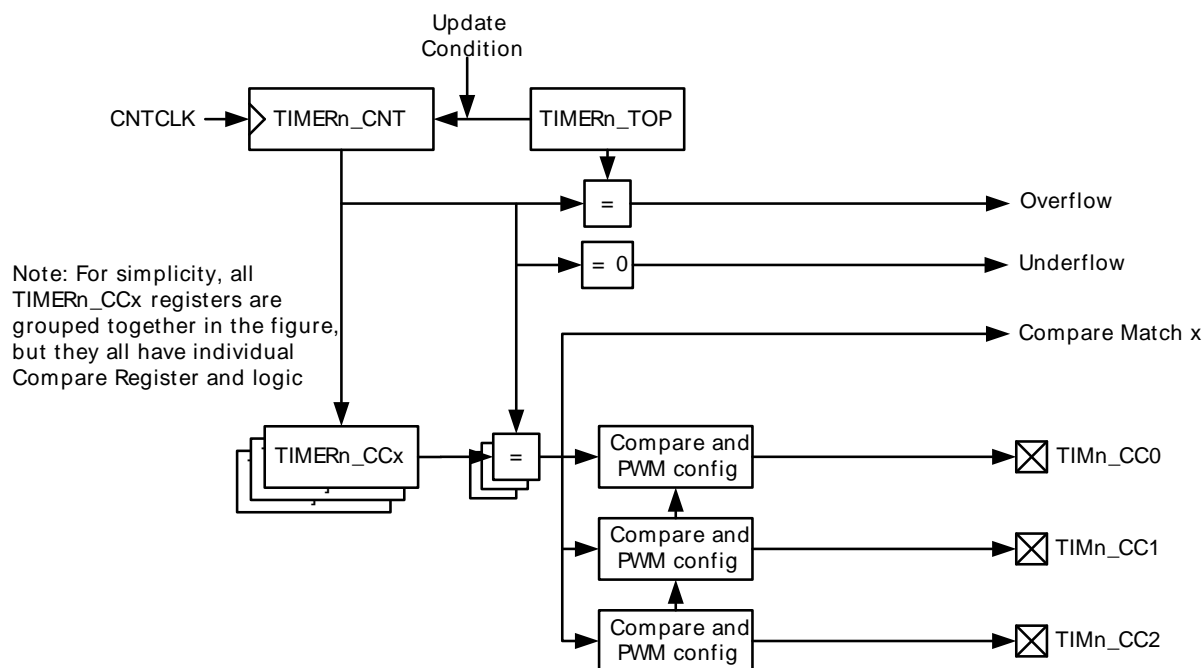 Update
Condition
CNTCLK
TIMERn_CNT
TIMERn_TOP
=
Overflow
= 0
Underflow
Note: For simplicity, all
TIMERn_CCx registers are
grouped together in the figure,
but they all have individual
Compare Register and logic
Compare Match x
TIMERn_CCx
=
Compare and
PWM config
TIMn_CC0
Compare and
PWM config
TIMn_CC1
Compare and
PWM config
TIMn_CC2